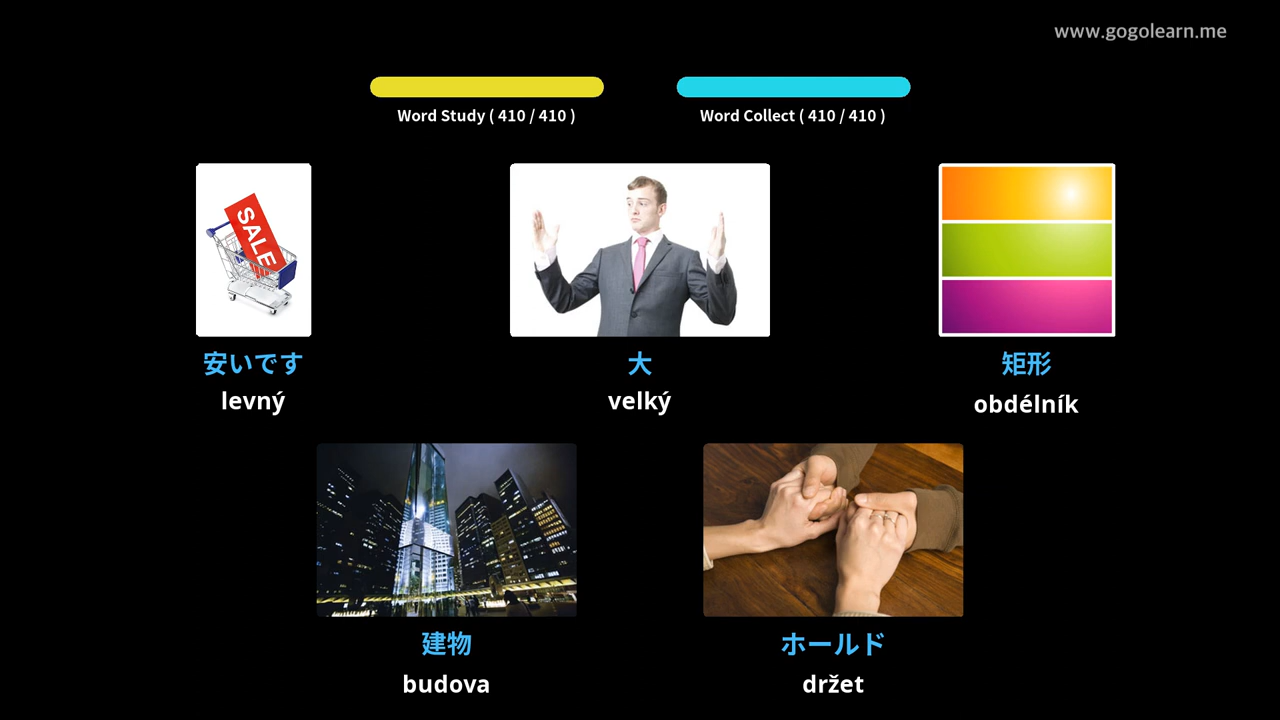 www.gogolearn.me
Word Study ( 410 / 410 )
Word Collect ( 410 / 410 )
SALE
安いです
levný
大
velký
矩形
obdélník
建物
budova
ホールド
držet